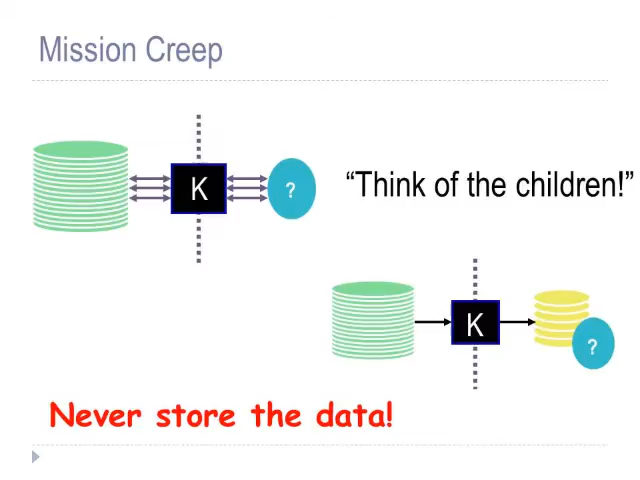 Mission Creep
K
?
“Think of the children!”
K
?
Never store the data!